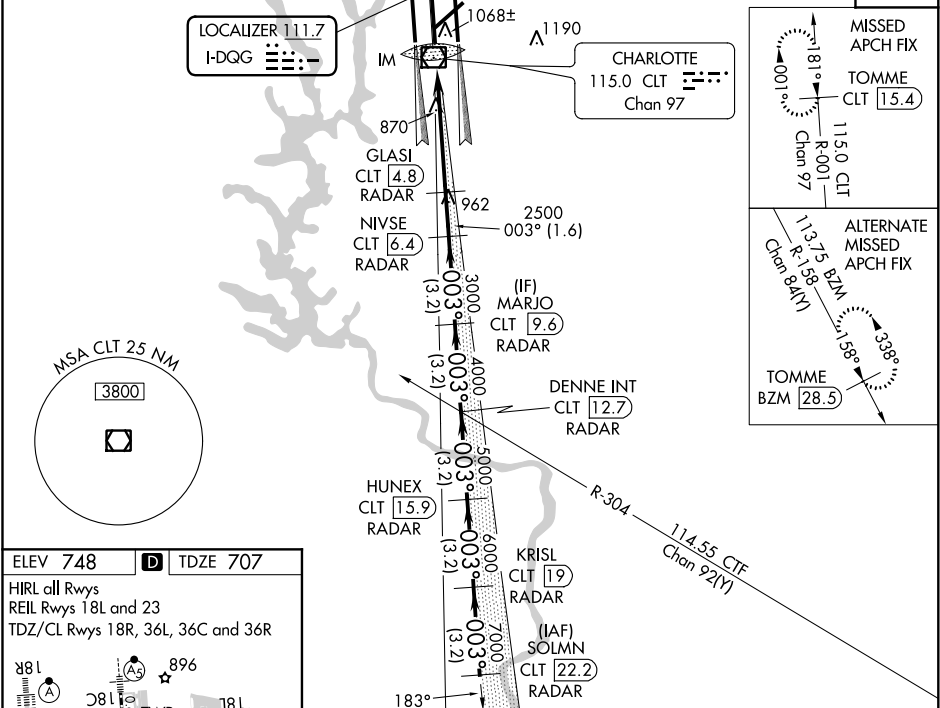 LOCALIZER 111.7
I-DQG
IM
1068±
1190
CHARLOTTE
115.0 CLT
Chan 97
870
GLASI
CLT 4.8
RADAR
962
NIVSE
CLT 6.4
RADAR
2500
003° (1.6)
003°
3000
(3.2)
(IF)
MARJO
CLT 9.6
RADAR
003°
4000
(3.2)
DENNE INT
CLT 12.7
RADAR
003°
5000
(3.2)
HUNEX
CLT 15.9
RADAR
003°
6000
(3.2)
KRISL
CLT 19
RADAR
003°
7000
(3.2)
(IAF)
SOLMN
CLT 22.2
RADAR
183°
R-304
114.55 CTF
Chan 92(Y)
MISSED
APCH FIX
TOMME
CLT 15.4
181°
001°
115.0 CLT
R-001
Chan 97
ALTERNATE
MISSED
APCH FIX
113.75 BZM
R-158
Chan 84(Y)
158°
338°
TOMME
BZM 28.5
MSA CLT 25 NM
3800
ELEV 748
D
TDZE 707
HIRL all Rwys
REIL Rwys 18L and 23
TDZ/CL Rwys 18R, 36L, 36C and 36R
18R
A
A5
896
18C
18L